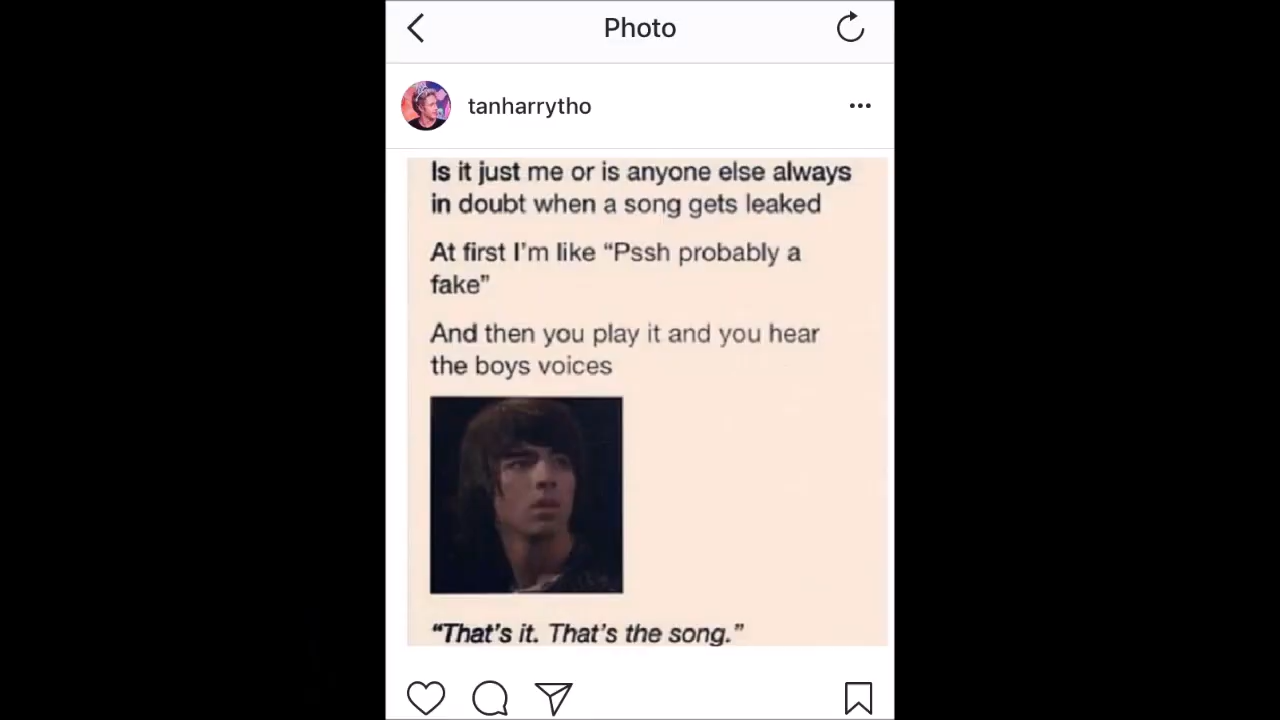 Photo
tanharrytho
Is it just me or is anyone else always
in doubt when a song gets leaked
At first I'm like “Pssh probably a
fake”
And then you play it and you hear
the boys voices
“That's it. That's the song.”